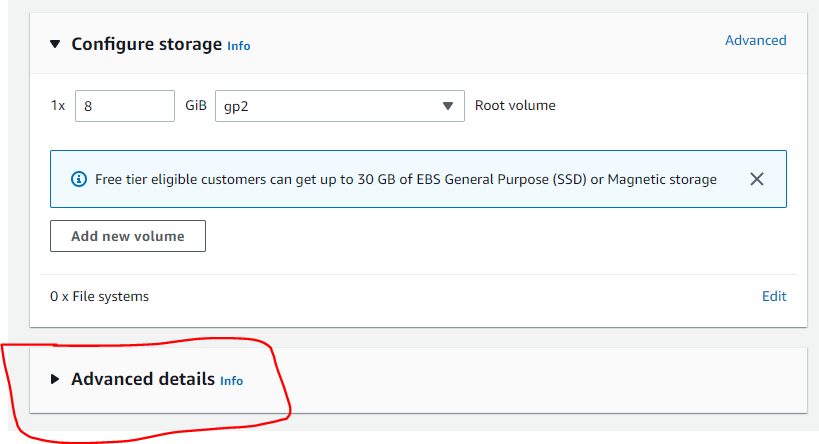 Configure storage Info
Advanced
1x 8 GiB gp2 Root volume
Free tier eligible customers can get up to 30 GB of EBS General Purpose (SSD) or Magnetic storage
Add new volume
0 x File systems
Edit
Advanced details Info